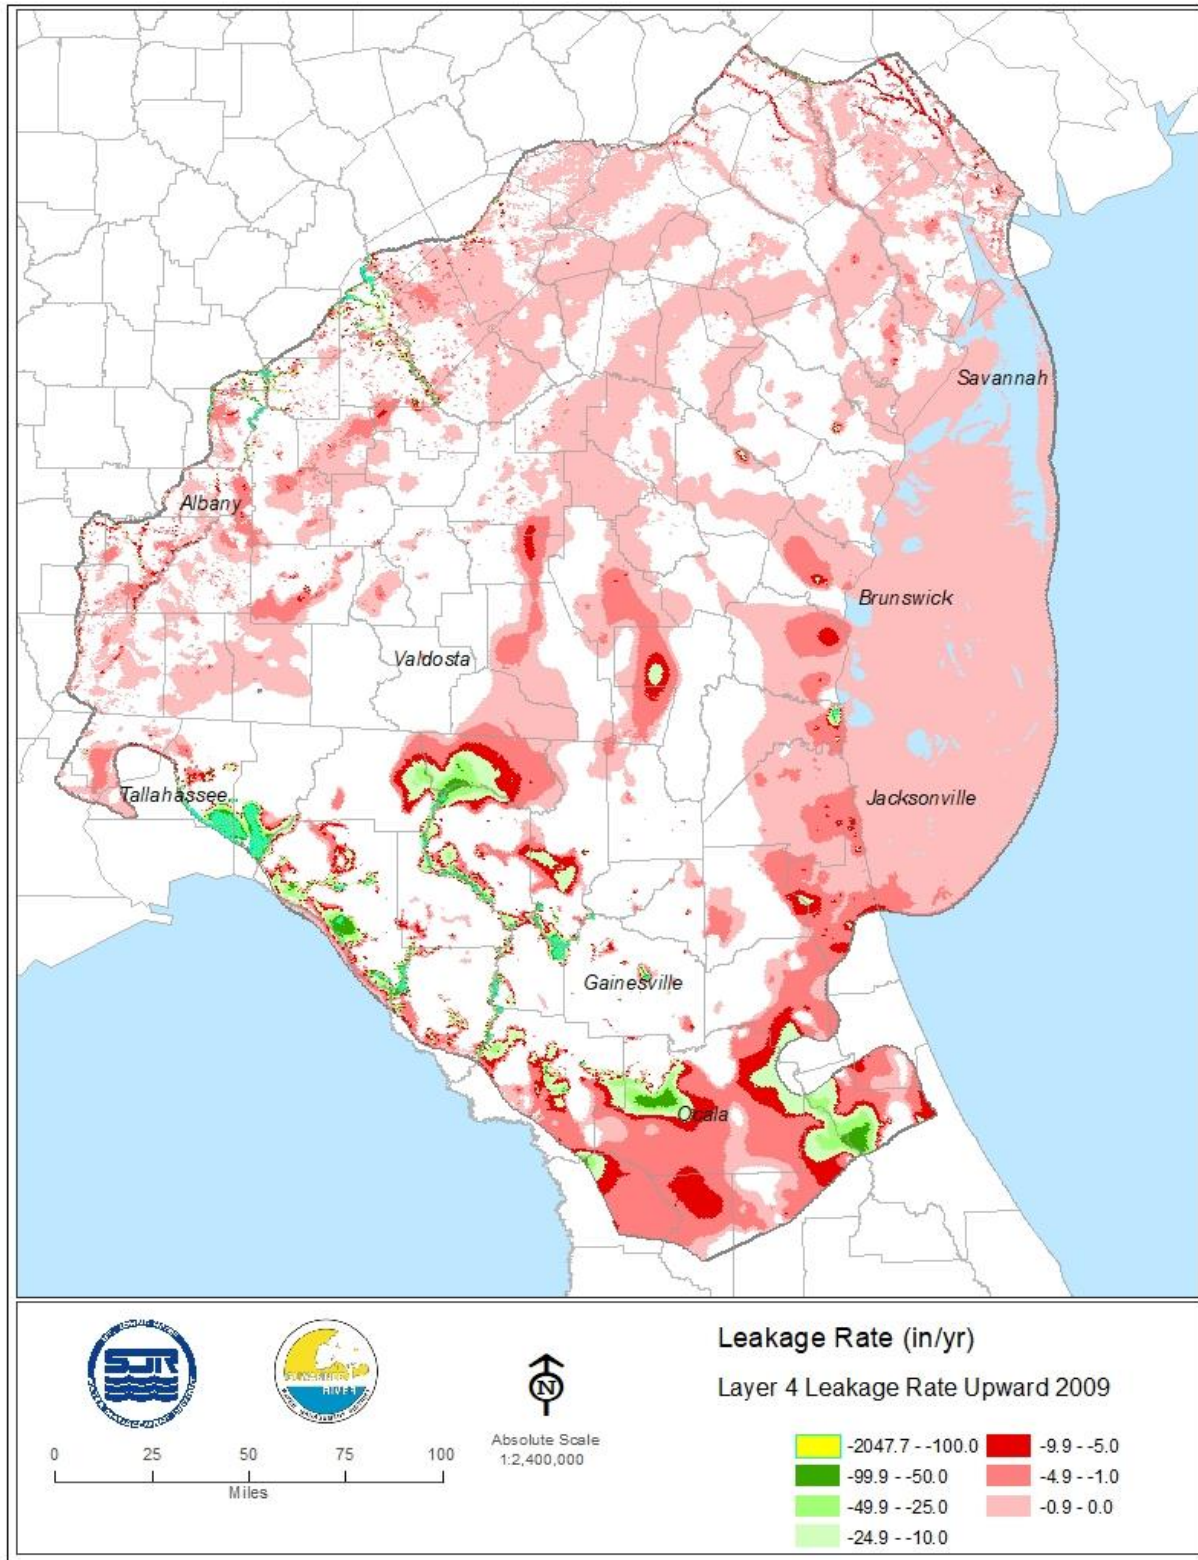 Savannah
Albany
Brunswick
Valdosta
Tallahassee
Jacksonville
Gainesville
Ocala
Leakage Rate (in/yr)
Layer 4 Leakage Rate Upward 2009
SJR
RIVER
N
Absolute Scale
1:2,400,000
0 25 50 75 100
Miles
-2047.7 - -100.0
-99.9 - -50.0
-49.9 - -25.0
-24.9 - -10.0
-9.9 - -5.0
-4.9 - -1.0
-0.9 - 0.0